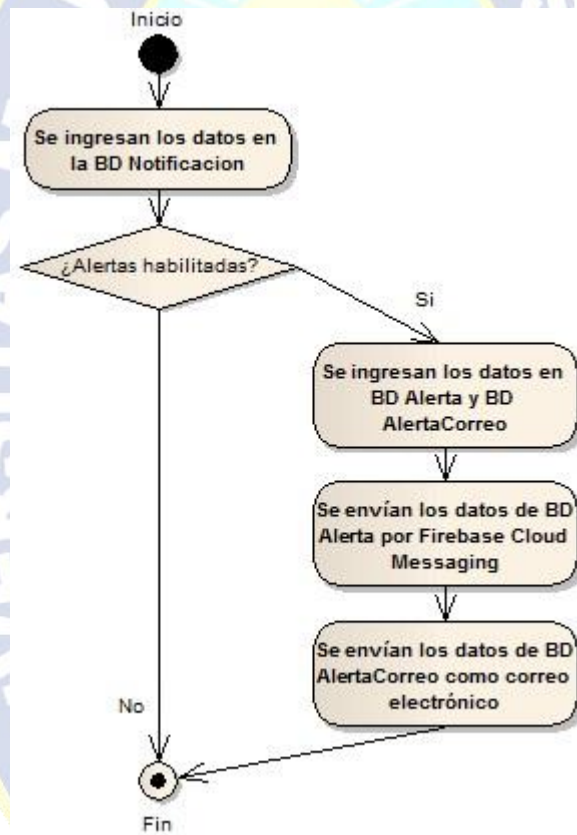 Inicio
Se ingresan los datos en
la BD Notificacion
¿Alertas habilitadas?
Si
Se ingresan los datos en
BD Alerta y BD
AlertaCorreo
Se envían los datos de BD
Alerta por Firebase Cloud
Messaging
Se envían los datos de BD
AlertaCorreo como correo
electrónico
No
Fin